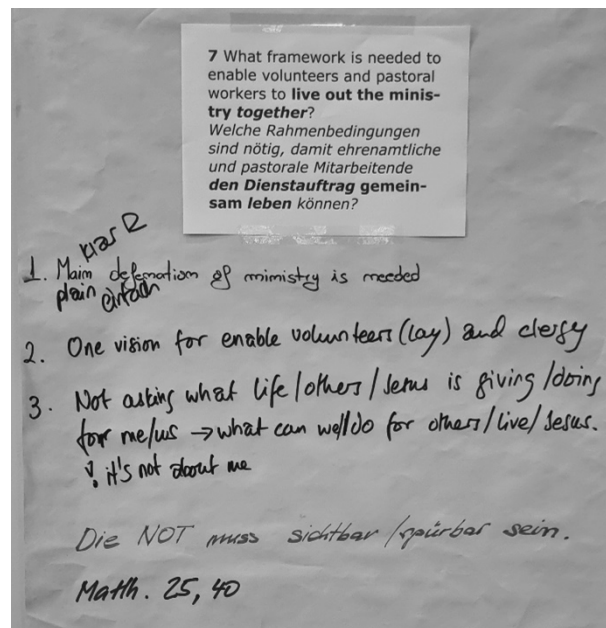 7 What framework is needed to
enable volunteers and pastoral
workers to live out the minis-
try together?
Welche Rahmenbedingungen
sind nötig, damit ehrenamtliche
und pastorale Mitarbeitende
den Dienstauftrag gemein-
sam leben können?
klar
1. Main defenation of ministry is needed
plain einfach
2. One vision for enable volunteers (lay) and clergy
3. Not asking what life/others/Jesus is giving/doing
for me/us → what can we/I do for others/live/Jesus.
! it's not about me
Die NOT muss sichtbar/spürbar sein.
Matth. 25, 40